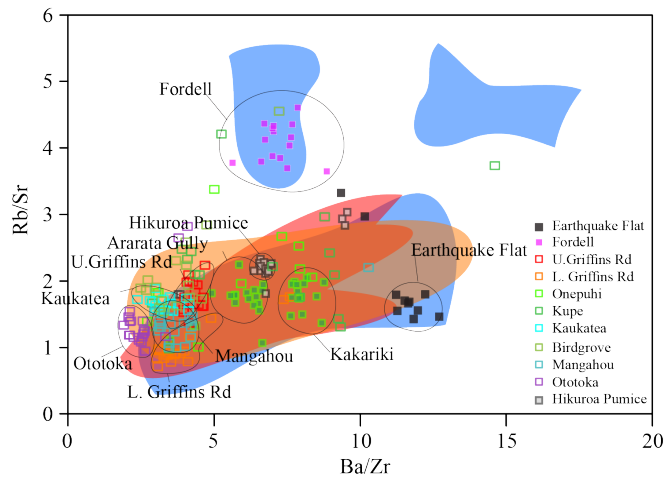 6
5
4
3
2
1
0
Rb/Sr
0
5
10
15
20
Ba/Zr
Fordell
Hikuroa Pumice
Ararata Gully
U.Griffins Rd
Kaukatea
Ototoka
L. Griffins Rd
Mangahou
Kakariki
Earthquake Flat
Earthquake Flat
Fordell
U.Griffins Rd
L. Griffins Rd
Onepuhi
Kupe
Kaukatea
Birdgrove
Mangahou
Ototoka
Hikuroa Pumice